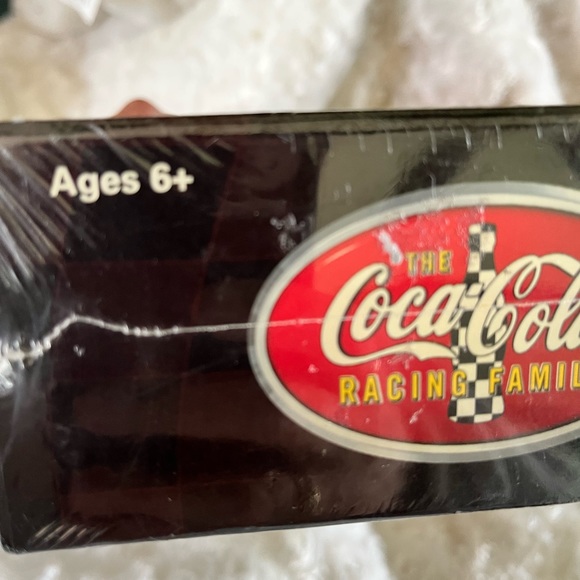 Ages 6+
THE
Coca-Col
RACING FAMIL